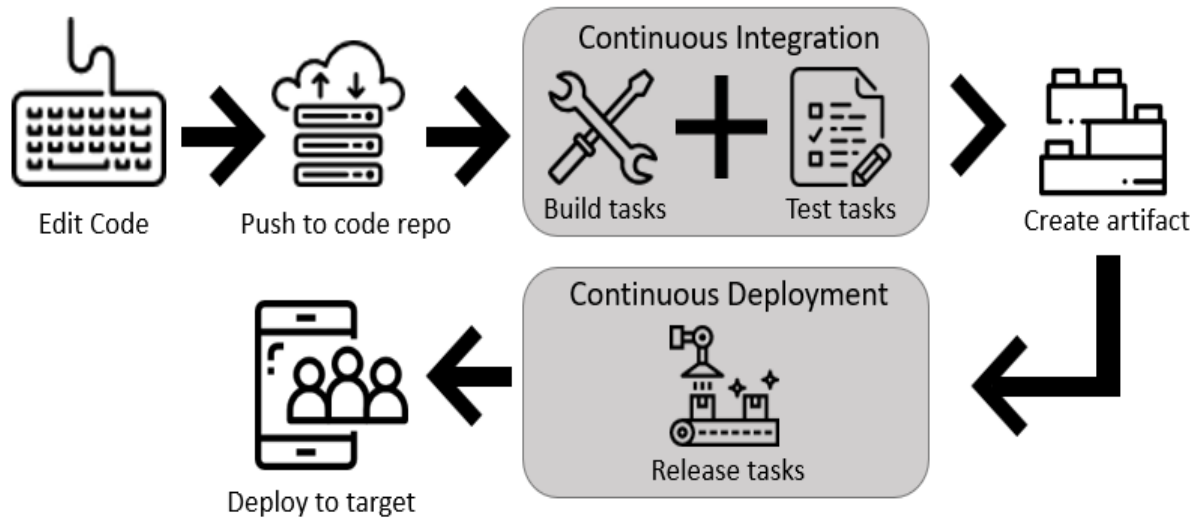 Continuous Integration
Build tasks
Test tasks
Edit Code
Push to code repo
Create artifact
Continuous Deployment
Release tasks
Deploy to target